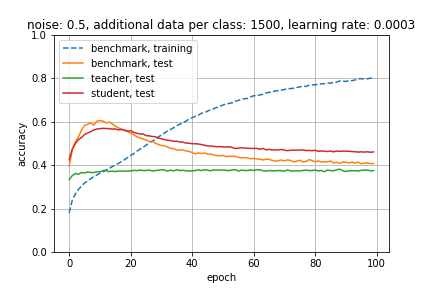 noise: 0.5, additional data per class: 1500, learning rate: 0.0003
1.0
0.8
0.6
0.4
0.2
0.0
accuracy
benchmark, training
benchmark, test
teacher, test
student, test
0
20
40
60
80
100
epoch